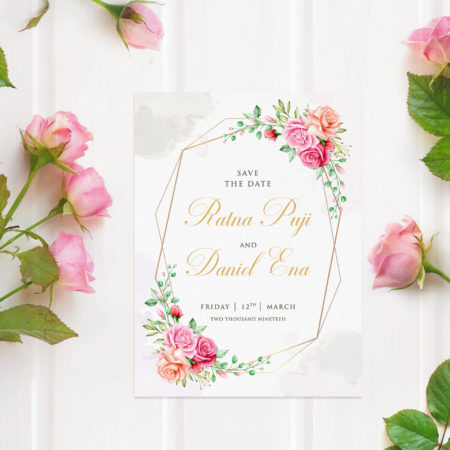 SAVE
THE DATE
Ratna Puji
AND
Daniel Ena
FRIDAY | 12TH | MARCH
TWO THOUSAND NINETEEN